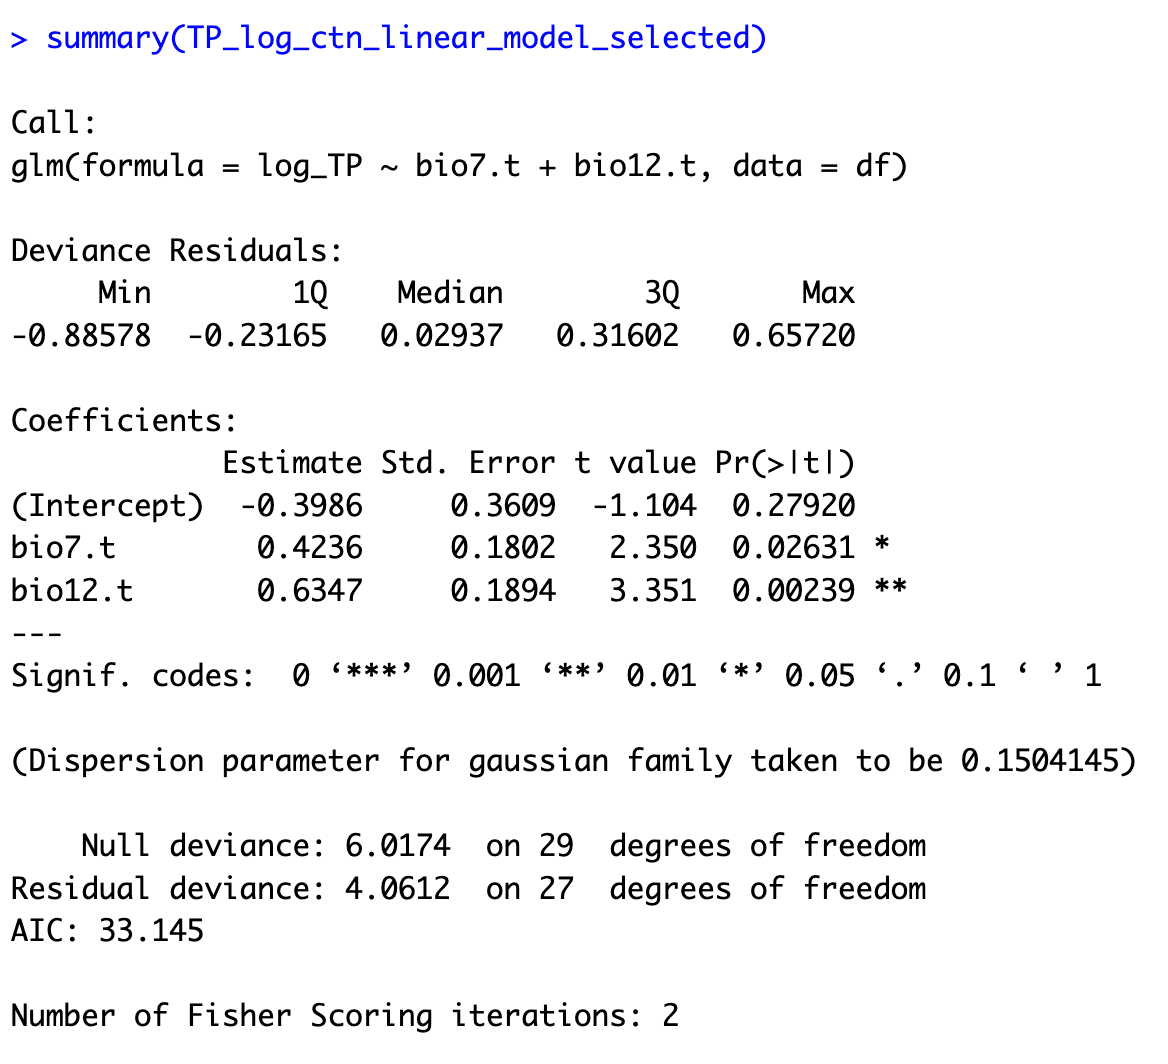 > summary(TP_log_ctn_linear_model_selected)
Call:
glm(formula = log_TP ~ bio7.t + bio12.t, data = df)
Deviance Residuals:
     Min        1Q    Median        3Q       Max
-0.88578  -0.23165   0.02937   0.31602   0.65720
Coefficients:
            Estimate Std. Error t value Pr(>|t|)
(Intercept)  -0.3986     0.3609  -1.104  0.27920
bio7.t        0.4236     0.1802   2.350  0.02631 *
bio12.t       0.6347     0.1894   3.351  0.00239 **
---
Signif. codes:  0 ‘***’ 0.001 ‘**’ 0.01 ‘*’ 0.05 ‘.’ 0.1 ‘ ’ 1
(Dispersion parameter for gaussian family taken to be 0.1504145)
    Null deviance: 6.0174  on 29  degrees of freedom
Residual deviance: 4.0612  on 27  degrees of freedom
AIC: 33.145
Number of Fisher Scoring iterations: 2